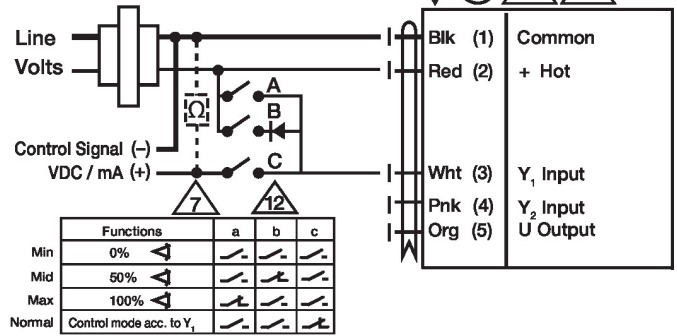 Line
Volts
Blk (1) Common
Red (2) + Hot
A
B
C
Ω
Control Signal (–)
VDC / mA (+)
Wht (3) Y₁ Input
Pnk (4) Y₂ Input
Org (5) U Output
7
12
Functions a b c
Min 0%
Mid 50%
Max 100%
Normal Control mode acc. to Y₁